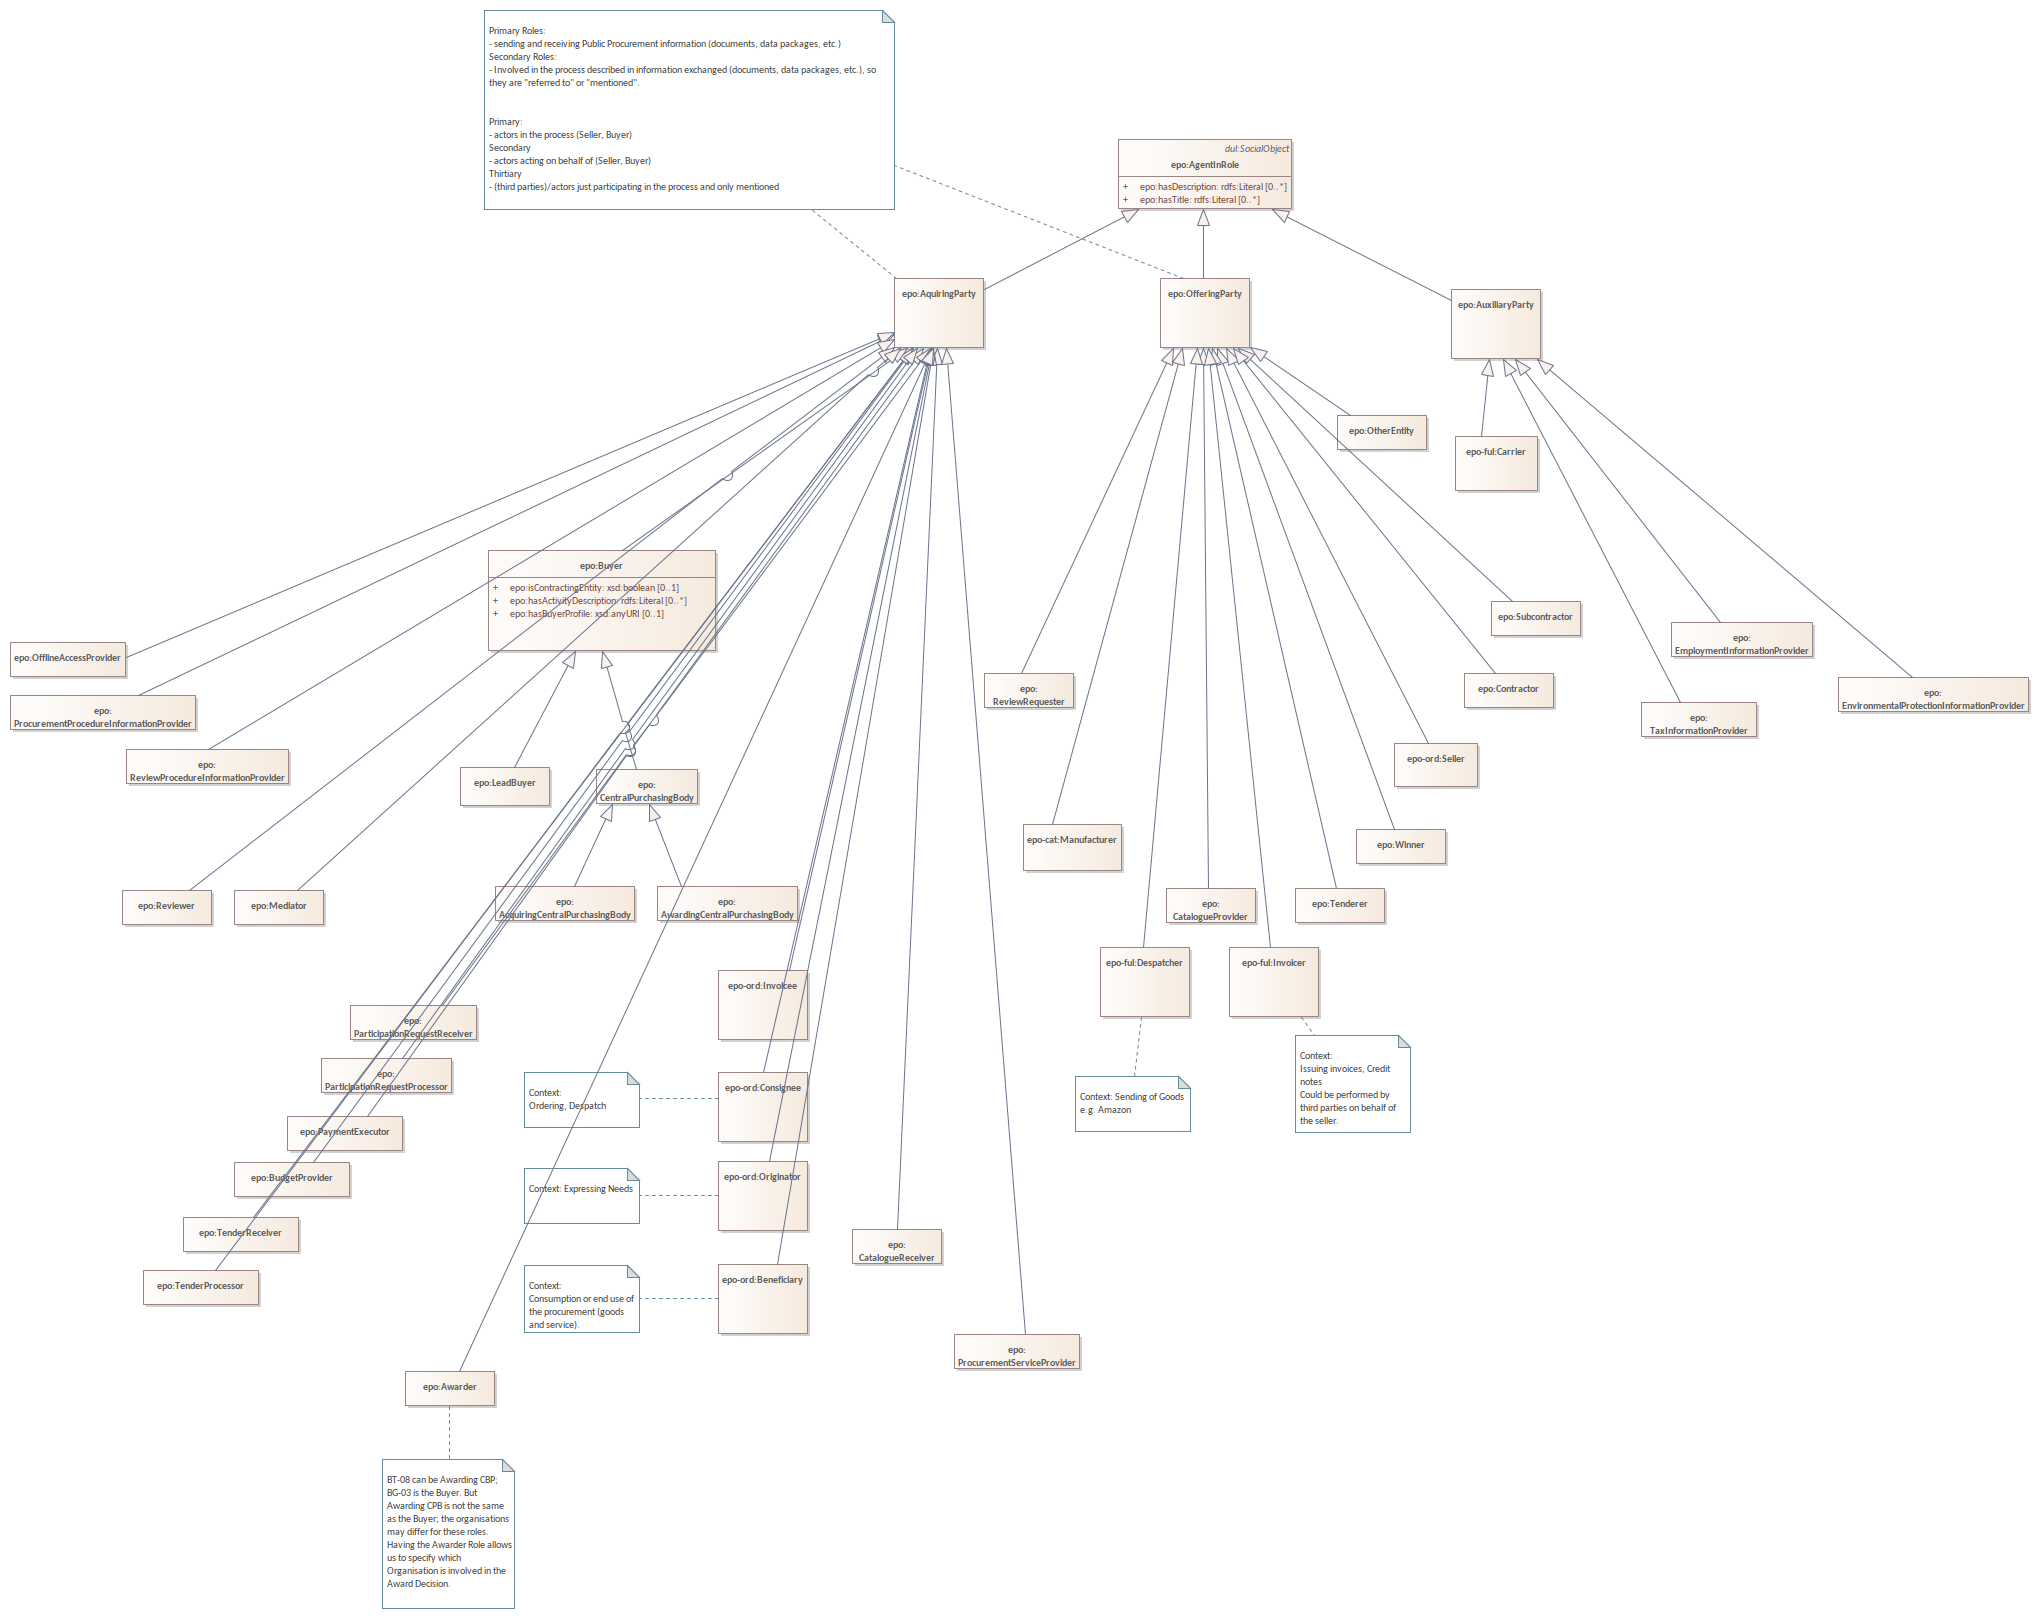 Primary Roles:
- sending and receiving Public Procurement information (documents, data packages, etc.)
Secondary Roles:
- Involved in the process described in information exchanged (documents, data packages, etc.), so
they are "referred to" or "mentioned".
Primary:
- actors in the process (Seller, Buyer)
Secondary
- actors acting on behalf of (Seller, Buyer)
Thirtiary
- (third parties)/actors just participating in the process and only mentioned
dul:SocialObject
epo:AgentInRole
+ epo:hasDescription: rdfs:Literal [0..*]
+ epo:hasTitle: rdfs:Literal [0..*]
epo:AquiringParty
epo:OfferingParty
epo:AuxiliaryParty
epo:OtherEntity
epo-ful:Carrier
epo:Buyer
+ epo:isContractingEntity: xsd:boolean [0..1]
+ epo:hasActivityDescription: rdfs:Literal [0..*]
+ epo:hasBuyerProfile: xsd:anyURI [0..1]
epo:Subcontractor
epo:
EmploymentInformationProvider
epo:OfflineAccessProvider
epo:
ReviewRequester
epo:Contractor
epo:
EnvironmentalProtectionInformationProvider
epo:
ProcurementProcedureInformationProvider
epo:
TaxInformationProvider
epo:
ReviewProcedureInformationProvider
epo-ord:Seller
epo:LeadBuyer
epo:
CentralPurchasingBody
epo-cat:Manufacturer
epo:Winner
epo:Reviewer
epo:Mediator
epo:
AcquiringCentralPurchasingBody
epo:
AwardingCentralPurchasingBody
epo:
CatalogueProvider
epo:Tenderer
epo-ful:Despatcher
epo-ful:Invoicer
epo-ord:Invoicee
epo:
ParticipationRequestReceiver
Context:
Issuing invoices, Credit
notes
Could be performed by
third parties on behalf of
the seller.
epo:
ParticipationRequestProcessor
Context:
Ordering, Despatch
epo-ord:Consignee
Context: Sending of Goods
e.g. Amazon
epo:PaymentExecutor
epo:BudgetProvider
Context: Expressing Needs
epo-ord:Originator
epo:TenderReceiver
epo:
CatalogueReceiver
epo:TenderProcessor
Context:
Consumption or end use of
the procurement (goods
and service).
epo-ord:Beneficiary
epo:
ProcurementServiceProvider
epo:Awarder
BT-08 can be Awarding CBP;
BG-03 is the Buyer. But
Awarding CPB is not the same
as the Buyer; the organisations
may differ for these roles.
Having the Awarder Role allows
us to specify which
Organisation is involved in the
Award Decision.